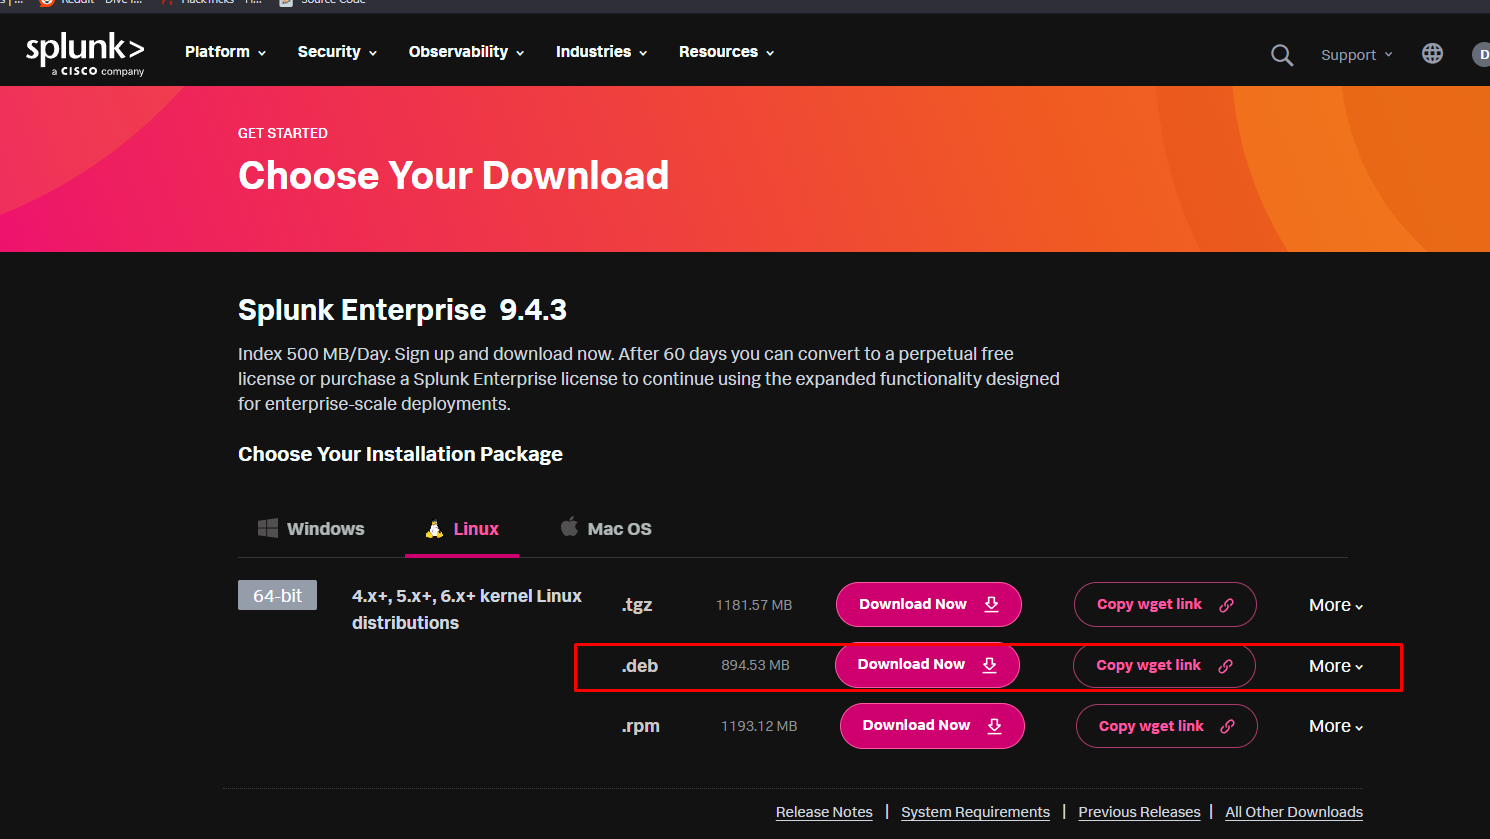 Reddit - Dive i...
HackTricks - H...
Source Code
splunk>
a CISCO company
Platform
Security
Observability
Industries
Resources
Support
D
GET STARTED
Choose Your Download
Splunk Enterprise 9.4.3
Index 500 MB/Day. Sign up and download now. After 60 days you can convert to a perpetual free
license or purchase a Splunk Enterprise license to continue using the expanded functionality designed
for enterprise-scale deployments.
Choose Your Installation Package
Windows
Linux
Mac OS
64-bit
4.x+, 5.x+, 6.x+ kernel Linux
distributions
.tgz 1181.57 MB Download Now Copy wget link More
.deb 894.53 MB Download Now Copy wget link More
.rpm 1193.12 MB Download Now Copy wget link More
Release Notes | System Requirements | Previous Releases | All Other Downloads